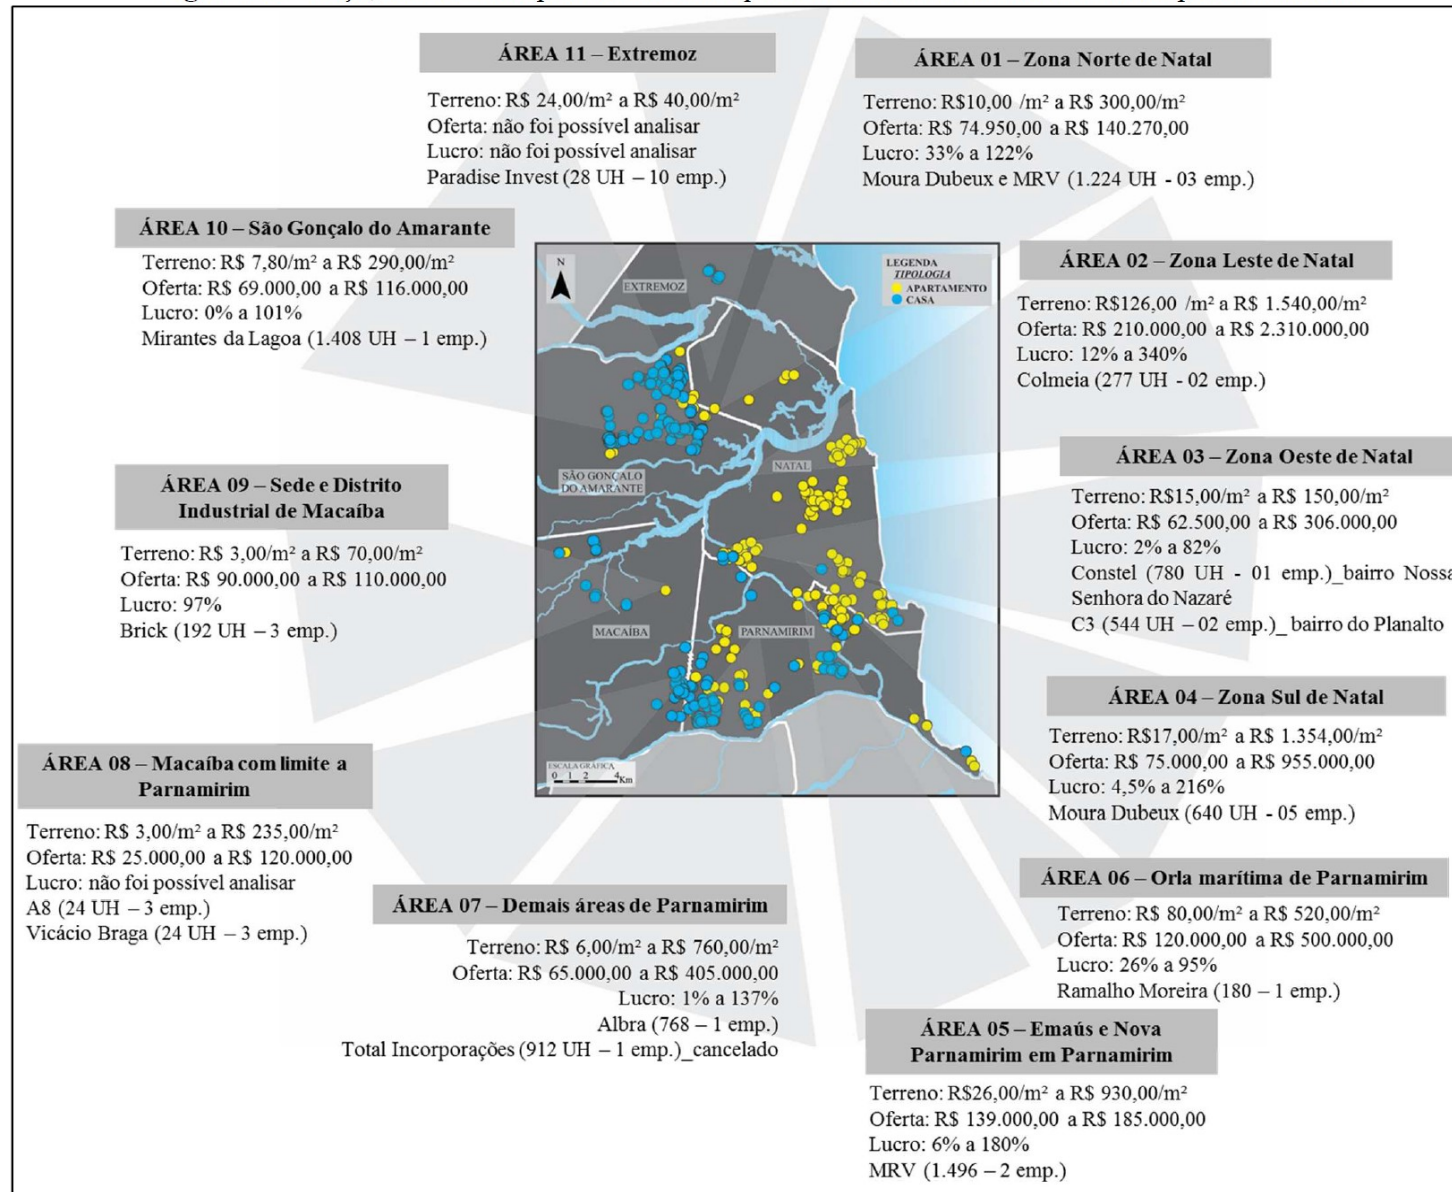 ÁREA 11 – Extremoz
Terreno: R$ 24,00/m² a R$ 40,00/m²
Oferta: não foi possível analisar
Lucro: não foi possível analisar
Paradise Invest (28 UH – 10 emp.)
ÁREA 01 – Zona Norte de Natal
Terreno: R$10,00 /m² a R$ 300,00/m²
Oferta: R$ 74.950,00 a R$ 140.270,00
Lucro: 33% a 122%
Moura Dubeux e MRV (1.224 UH - 03 emp.)
ÁREA 10 – São Gonçalo do Amarante
Terreno: R$ 7,80/m² a R$ 290,00/m²
Oferta: R$ 69.000,00 a R$ 116.000,00
Lucro: 0% a 101%
Mirantes da Lagoa (1.408 UH – 1 emp.)
ÁREA 02 – Zona Leste de Natal
Terreno: R$126,00 /m² a R$ 1.540,00/m²
Oferta: R$ 210.000,00 a R$ 2.310.000,00
Lucro: 12% a 340%
Colmeia (277 UH - 02 emp.)
N
LEGENDA
TIPOLOGIA
APARTAMENTO
CASA
EXTREMOZ
NATAL
SÃO GONÇALO
DO AMARANTE
MACAÍBA
PARNAMIRIM
ESCALA GRÁFICA
0 1 2 4Km
ÁREA 09 – Sede e Distrito
Industrial de Macaíba
Terreno: R$ 3,00/m² a R$ 70,00/m²
Oferta: R$ 90.000,00 a R$ 110.000,00
Lucro: 97%
Brick (192 UH – 3 emp.)
ÁREA 03 – Zona Oeste de Natal
Terreno: R$15,00/m² a R$ 150,00/m²
Oferta: R$ 62.500,00 a R$ 306.000,00
Lucro: 2% a 82%
Constel (780 UH - 01 emp.)_bairro Nossa
Senhora do Nazaré
C3 (544 UH – 02 emp.)_ bairro do Planalto
ÁREA 04 – Zona Sul de Natal
Terreno: R$17,00/m² a R$ 1.354,00/m²
Oferta: R$ 75.000,00 a R$ 955.000,00
Lucro: 4,5% a 216%
Moura Dubeux (640 UH - 05 emp.)
ÁREA 08 – Macaíba com limite a
Parnamirim
Terreno: R$ 3,00/m² a R$ 235,00/m²
Oferta: R$ 25.000,00 a R$ 120.000,00
Lucro: não foi possível analisar
A8 (24 UH – 3 emp.)
Vicácio Braga (24 UH – 3 emp.)
ÁREA 07 – Demais áreas de Parnamirim
Terreno: R$ 6,00/m² a R$ 760,00/m²
Oferta: R$ 65.000,00 a R$ 405.000,00
Lucro: 1% a 137%
Albra (768 – 1 emp.)
Total Incorporações (912 UH – 1 emp.)_cancelado
ÁREA 06 – Orla marítima de Parnamirim
Terreno: R$ 80,00/m² a R$ 520,00/m²
Oferta: R$ 120.000,00 a R$ 500.000,00
Lucro: 26% a 95%
Ramalho Moreira (180 – 1 emp.)
ÁREA 05 – Emaús e Nova
Parnamirim em Parnamirim
Terreno: R$26,00/m² a R$ 930,00/m²
Oferta: R$ 139.000,00 a R$ 185.000,00
Lucro: 6% a 180%
MRV (1.496 – 2 emp.)